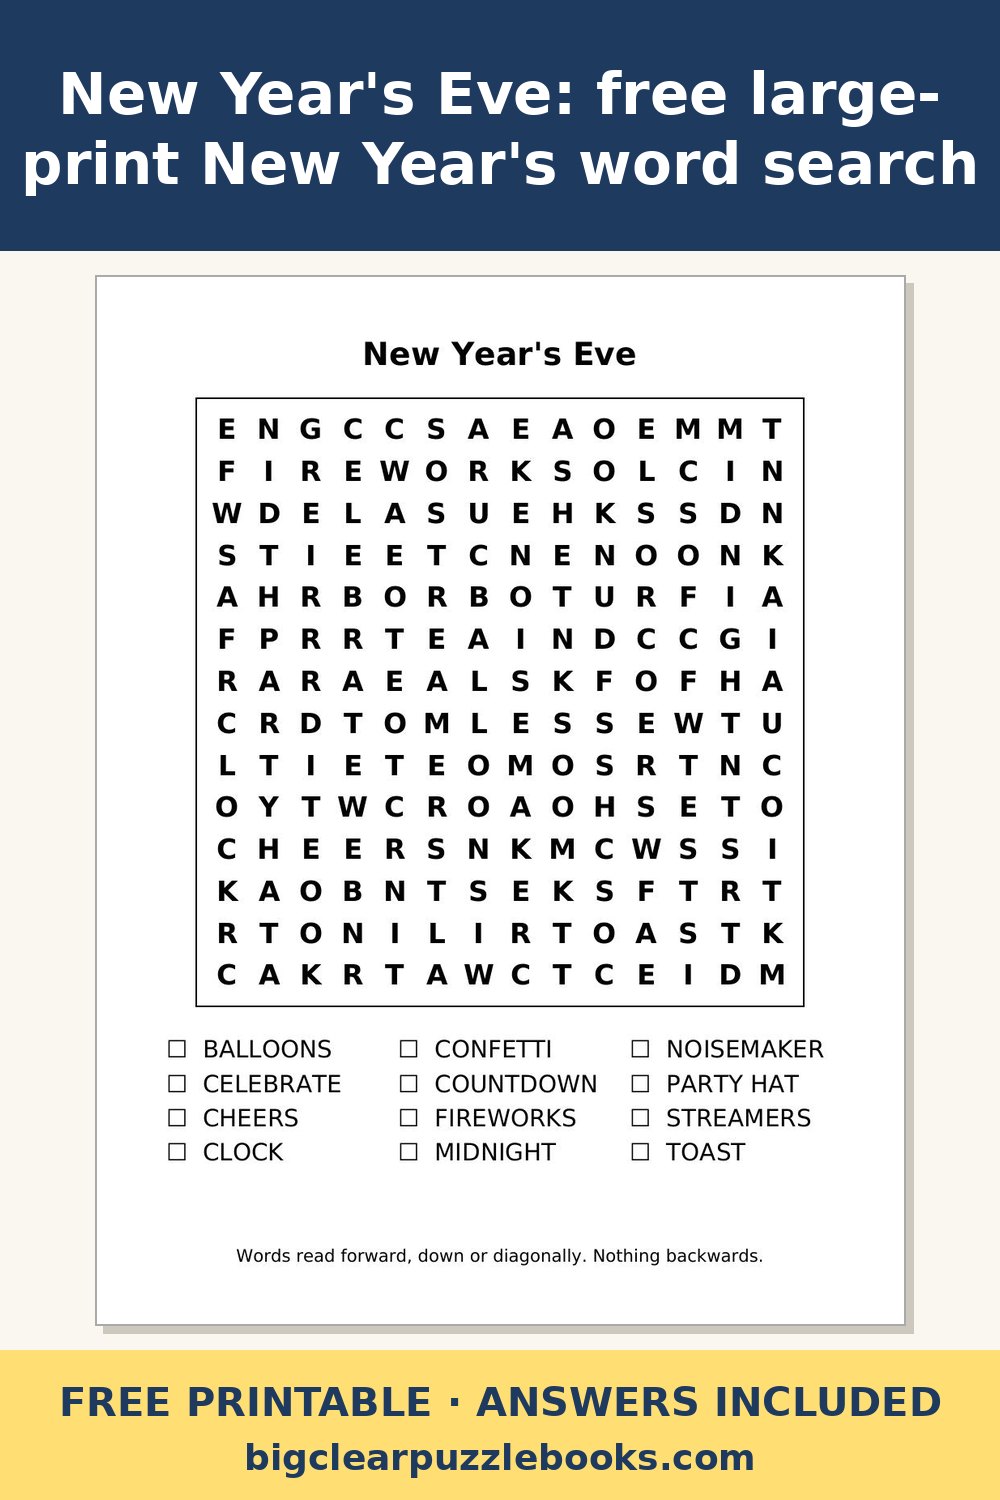 New Year's Eve: free large-
print New Year's word search
New Year's Eve
E N G C C S A E A O E M M T
F I R E W O R K S O L C I N
W D E L A S U E H K S S D N
S T I E E T C N E N O O N K
A H R B O R B O T U R F I A
F P R R T E A I N D C C G I
R A R A E A L S K F O F H A
C R D T O M L E S S E W T U
L T I E T E O M O S R T N C
O Y T W C R O A O H S E T O
C H E E R S N K M C W S S I
K A O B N T S E K S F T R T
R T O N I L I R T O A S T K
C A K R T A W C T C E I D M
☐ BALLOONS ☐ CONFETTI ☐ NOISEMAKER
☐ CELEBRATE ☐ COUNTDOWN ☐ PARTY HAT
☐ CHEERS ☐ FIREWORKS ☐ STREAMERS
☐ CLOCK ☐ MIDNIGHT ☐ TOAST
Words read forward, down or diagonally. Nothing backwards.
FREE PRINTABLE · ANSWERS INCLUDED
bigclearpuzzlebooks.com